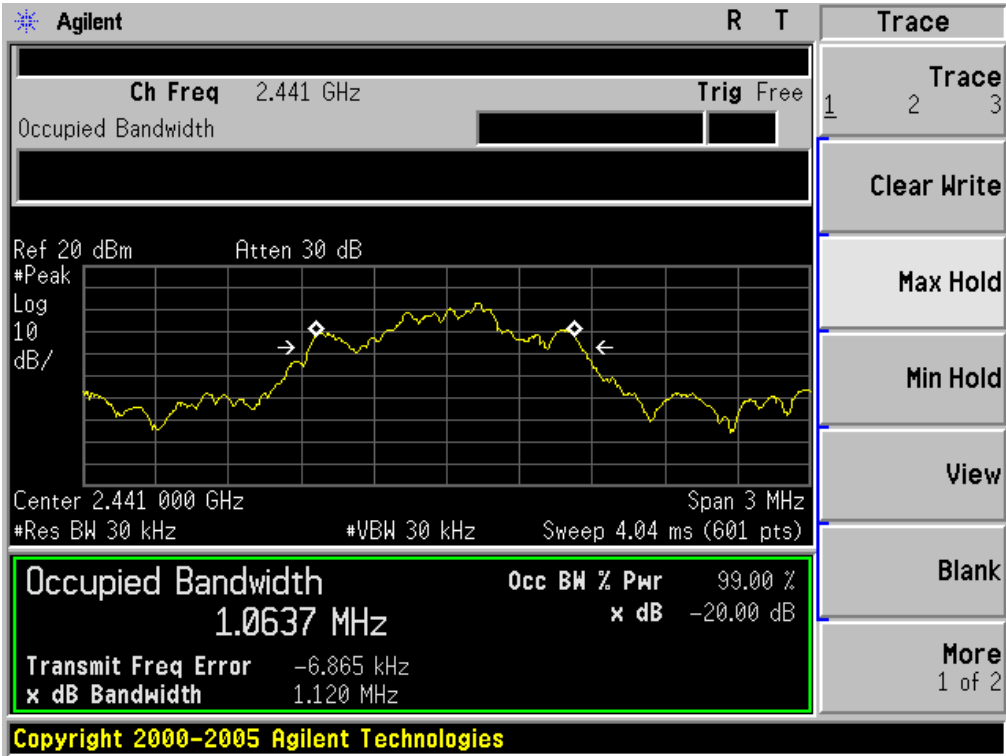 Agilent R T Trace
Ch Freq 2.441 GHz Trig Free
Occupied Bandwidth
Trace
1 2 3
Clear Write
Max Hold
Min Hold
View
Blank
More
1 of 2
Ref 20 dBm Atten 30 dB
#Peak
Log
10
dB/
Center 2.441 000 GHz Span 3 MHz
#Res BW 30 kHz #VBW 30 kHz Sweep 4.04 ms (601 pts)
Occupied Bandwidth Occ BW % Pwr 99.00 %
1.0637 MHz x dB -20.00 dB
Transmit Freq Error -6.865 kHz
x dB Bandwidth 1.120 MHz
Copyright 2000-2005 Agilent Technologies